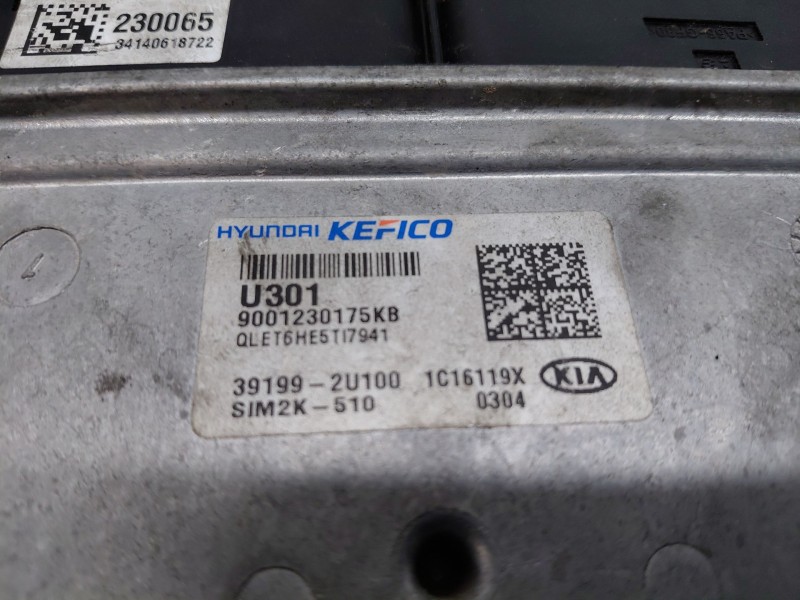 230065
34140618722
HYUNDAI KEFICO
U301
9001230175KB
QLET6HE5TI7941
39199-2U100 1C16119X KIA
SIM2K-510 0304